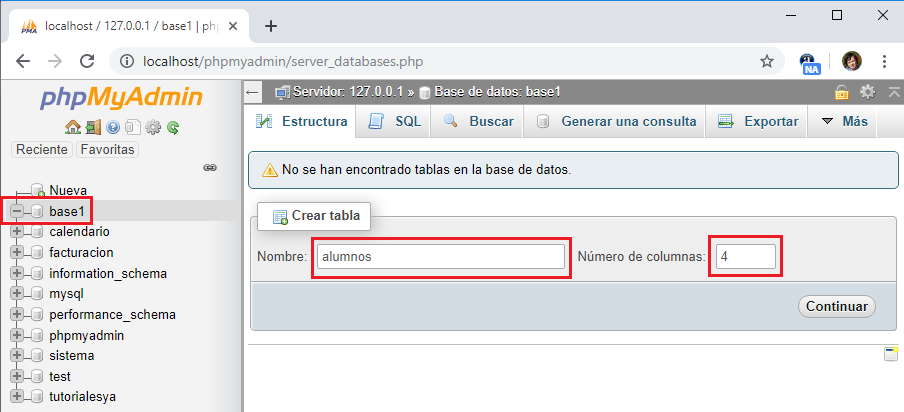 localhost / 127.0.0.1 / base1 | ph
localhost/phpmyadmin/server_databases.php
NA
phpMyAdmin
Reciente Favoritas
Nueva
base1
calendario
facturacion
information_schema
mysql
performance_schema
phpmyadmin
sistema
test
tutorialesya
Servidor: 127.0.0.1 » Base de datos: base1
Estructura SQL Buscar Generar una consulta Exportar Más
No se han encontrado tablas en la base de datos.
Crear tabla
Nombre: alumnos Número de columnas: 4
Continuar